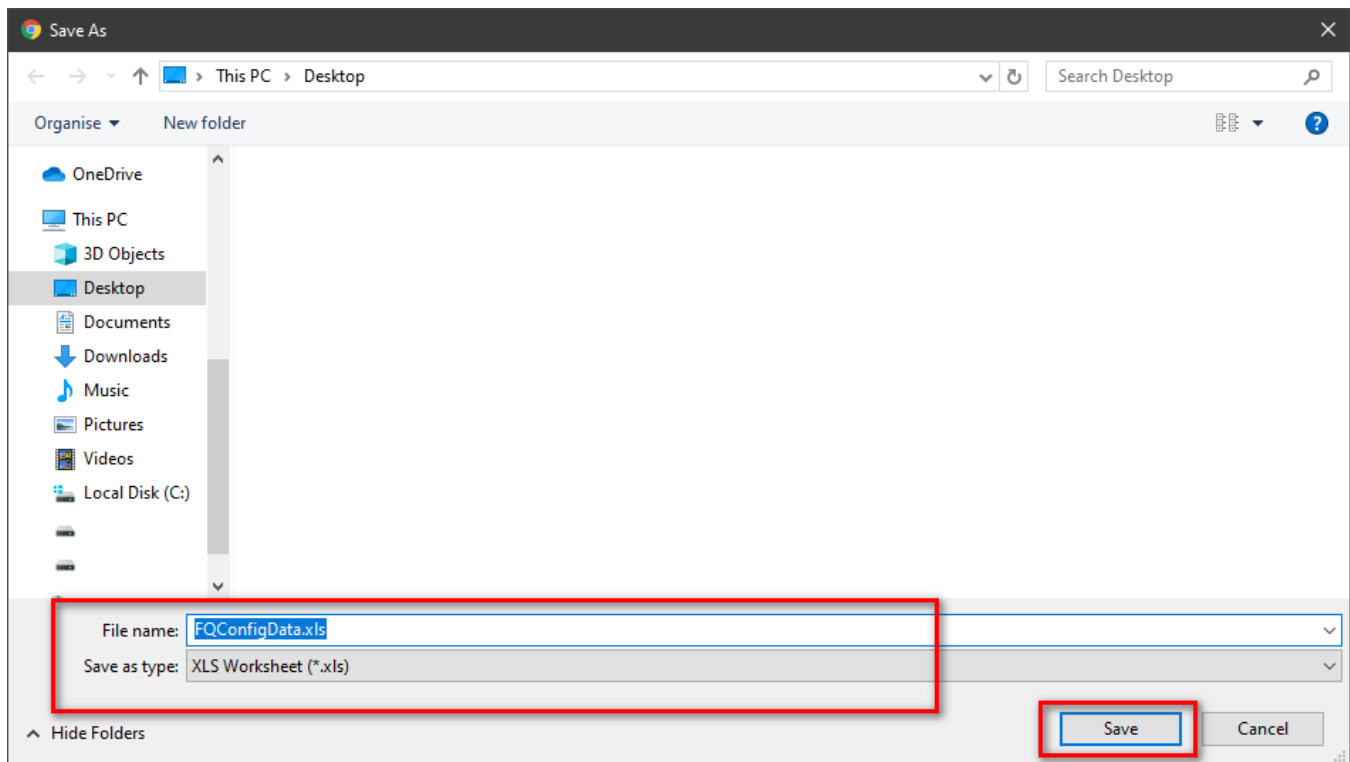 Save As
This PC > Desktop
Search Desktop
Organise
New folder
OneDrive
This PC
3D Objects
Desktop
Documents
Downloads
Music
Pictures
Videos
Local Disk (C:)
File name: FQConfigData.xls
Save as type: XLS Worksheet (*.xls)
Hide Folders
Save
Cancel